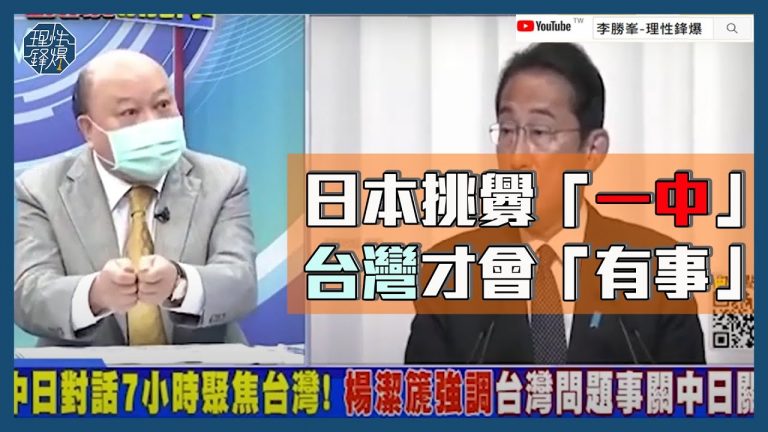 理性
鋒爆
YouTube TW
李勝峯-理性鋒爆
日本挑釁「一中」
台灣才會「有事」
中日對話7小時聚焦台灣! 楊潔篪強調台灣問題事關中日關